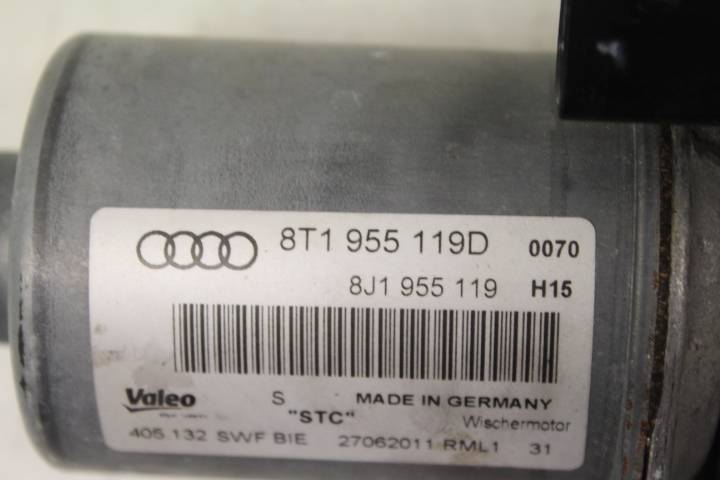 8T1 955 119D 0070
8J1 955 119 H15
Valeo S MADE IN GERMANY
"STC" Wischermotor
405.132 SWF BIE 27062011 RML1 31